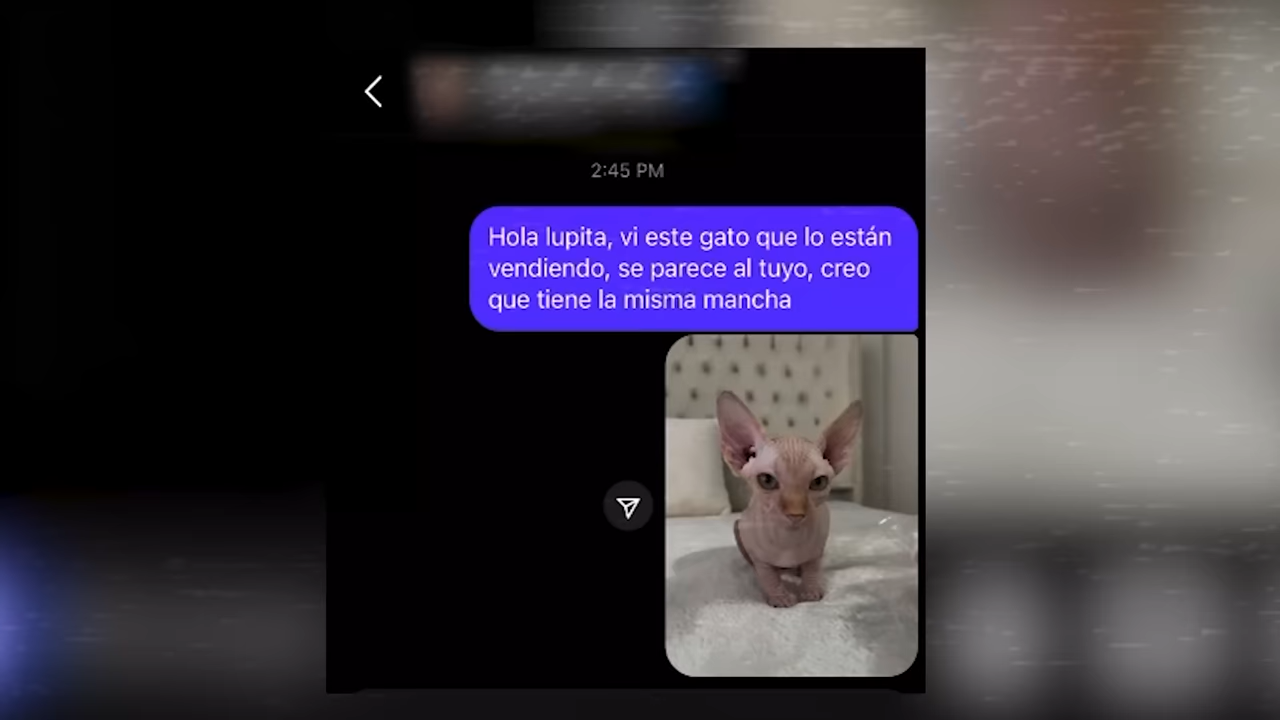 2:45 PM
Hola lupita, vi este gato que lo están
vendiendo, se parece al tuyo, creo
que tiene la misma mancha